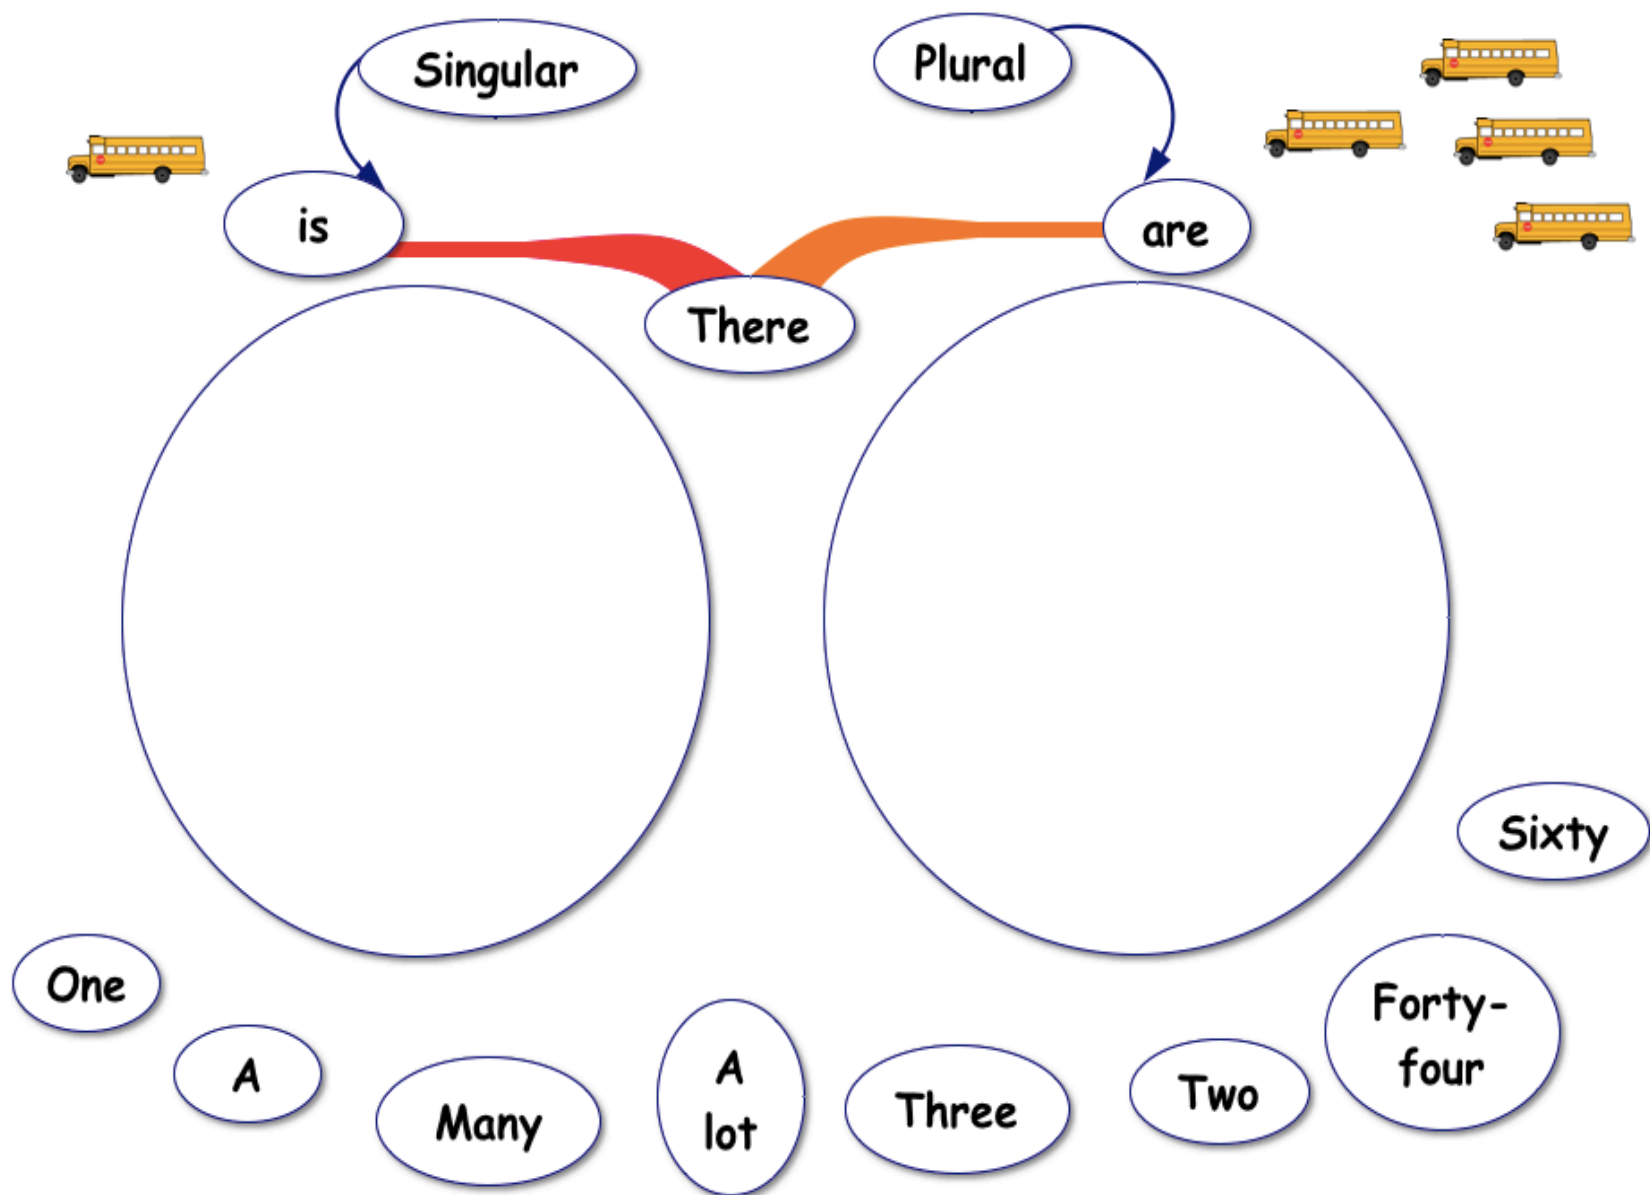 Singular
Plural
is
are
There
Sixty
One
A
Many
A
lot
Three
Two
Forty-
four